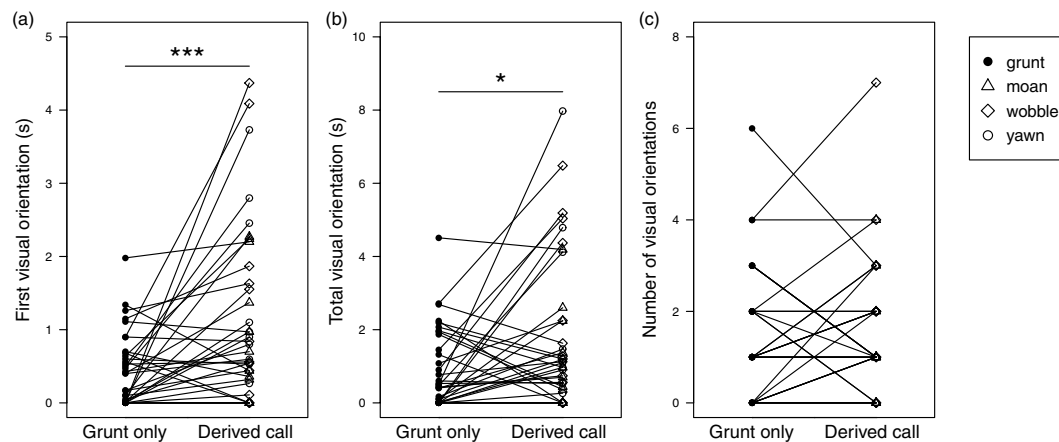 (a)
***
First visual orientation (s)
5
4
3
2
1
0
Grunt only Derived call
(b)
*
Total visual orientation (s)
10
8
6
4
2
0
Grunt only Derived call
(c)
Number of visual orientations
8
6
4
2
0
Grunt only Derived call
grunt
moan
wobble
yawn